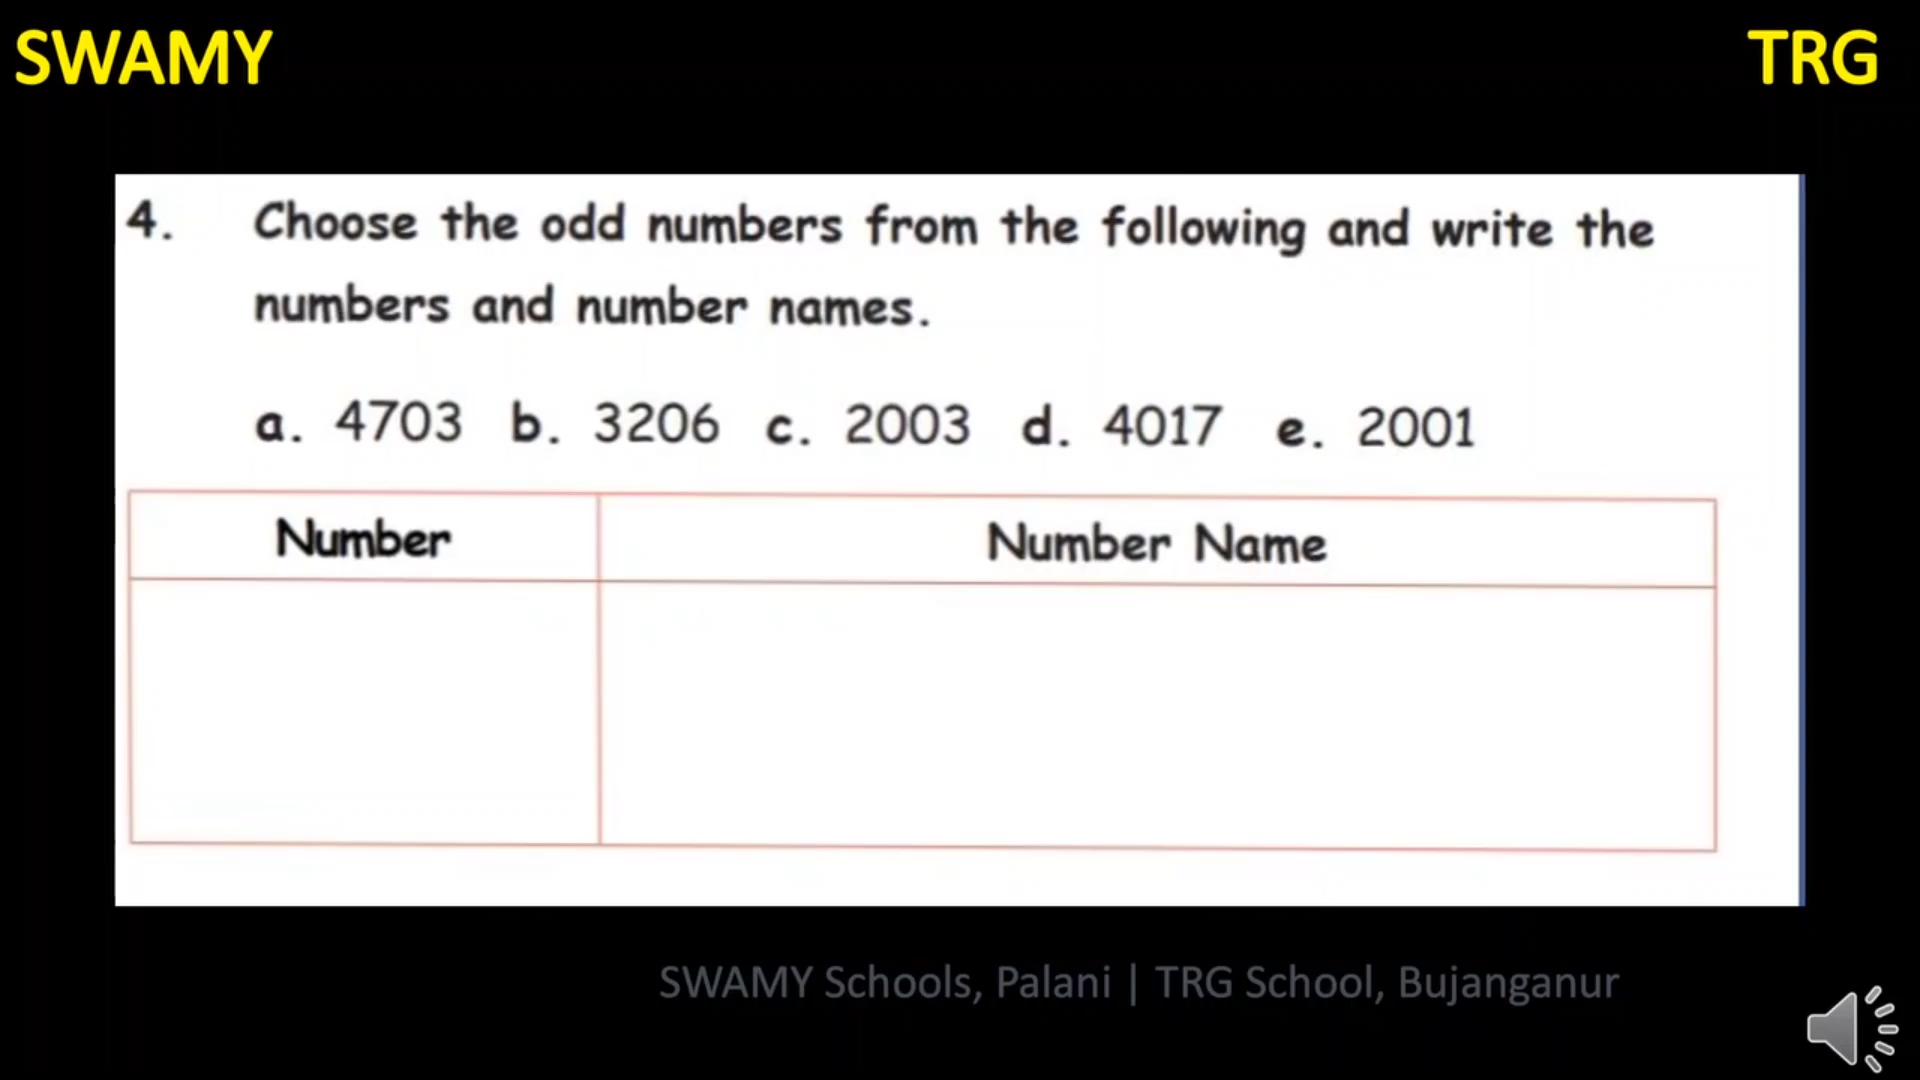 SWAMY
TRG
4. Choose the odd numbers from the following and write the
numbers and number names.
a. 4703 b. 3206 c. 2003 d. 4017 e. 2001
Number Number Name
SWAMY Schools, Palani | TRG School, Bujanganur